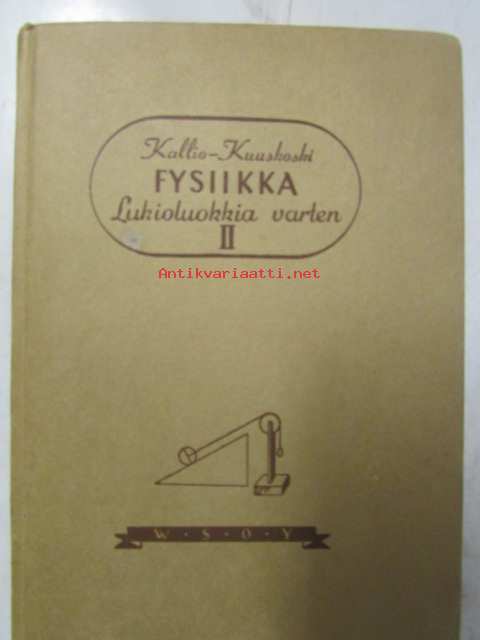 Kallio-Kuuskoski
FYSIIKKA
Lukioluokkia varten
II
Antikvariaatti.net
W·S·O·Y